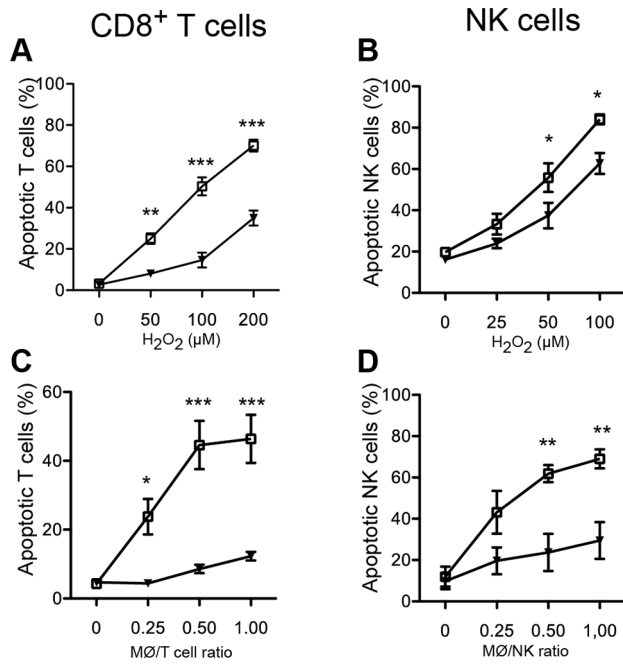 CD8⁺ T cells
NK cells
A
Apoptotic T cells (%)
100
80
60
40
20
0
**
***
***
0 50 100 200
H₂O₂ (µM)
B
Apoptotic NK cells (%)
100
80
60
40
20
0
*
*
0 25 50 100
H₂O₂ (µM)
C
Apoptotic T cells (%)
60
40
20
0
*
***
***
0 0.25 0.50 1.00
MØ/T cell ratio
D
Apoptotic NK cells (%)
100
80
60
40
20
0
**
**
0 0.25 0.50 1,00
MØ/NK ratio